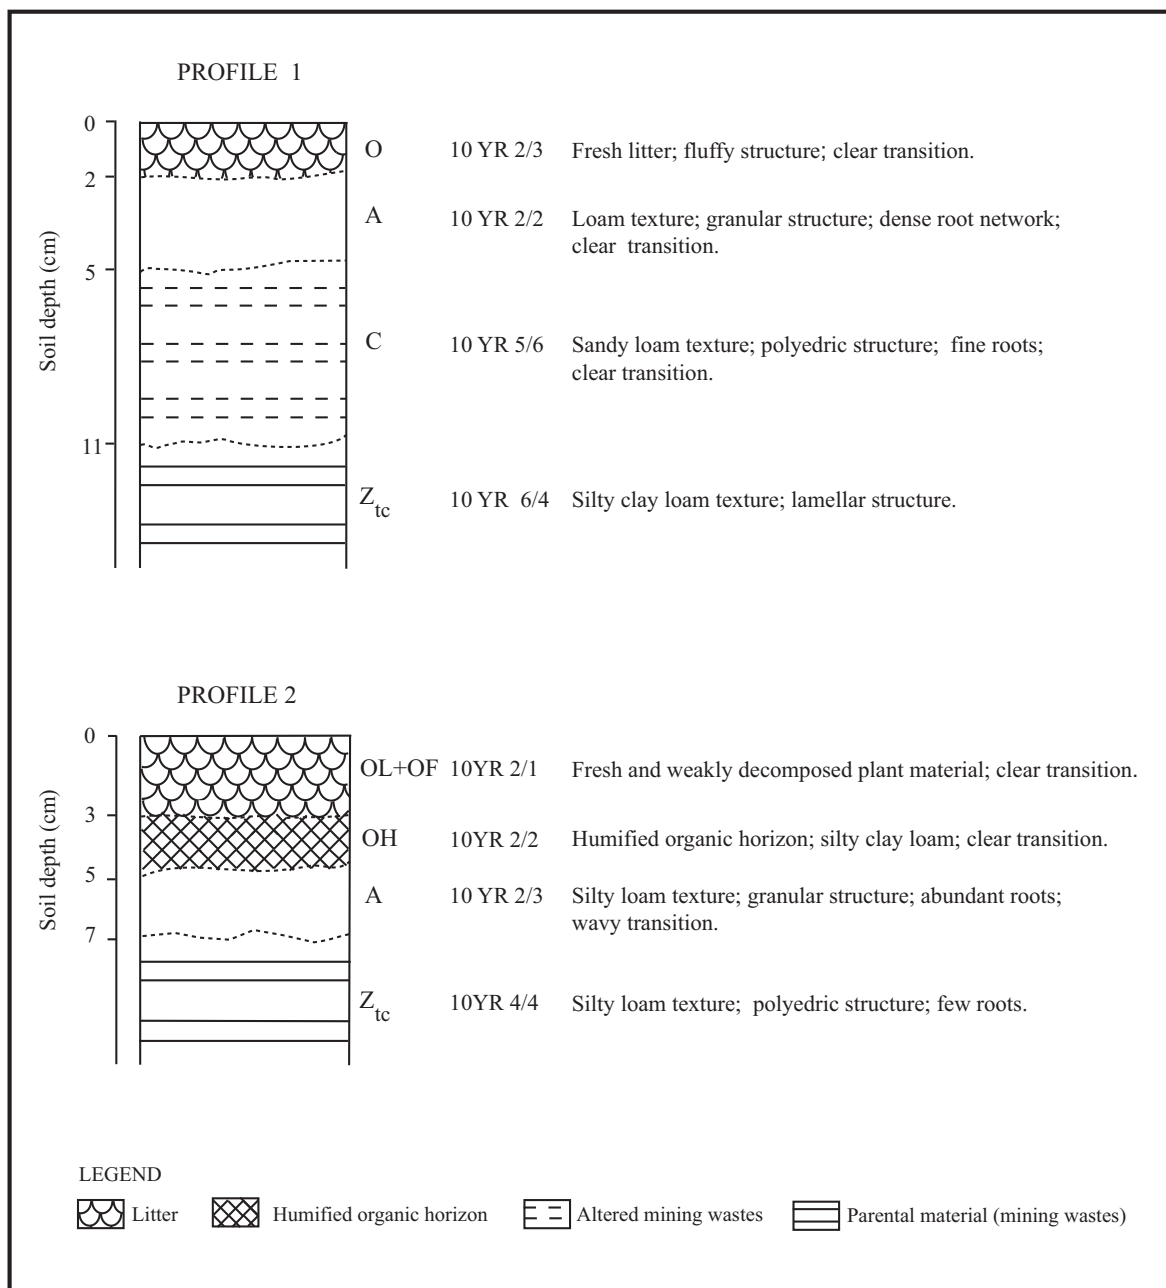 PROFILE 1
0
2
5
11
Soil depth (cm)
O 10 YR 2/3 Fresh litter; fluffy structure; clear transition.
A 10 YR 2/2 Loam texture; granular structure; dense root network;
clear transition.
C 10 YR 5/6 Sandy loam texture; polyedric structure; fine roots;
clear transition.
Ztc 10 YR 6/4 Silty clay loam texture; lamellar structure.
PROFILE 2
0
3
5
7
Soil depth (cm)
OL+OF 10YR 2/1 Fresh and weakly decomposed plant material; clear transition.
OH 10YR 2/2 Humified organic horizon; silty clay loam; clear transition.
A 10 YR 2/3 Silty loam texture; granular structure; abundant roots;
wavy transition.
Ztc 10YR 4/4 Silty loam texture; polyedric structure; few roots.
LEGEND
Litter Humified organic horizon Altered mining wastes Parental material (mining wastes)